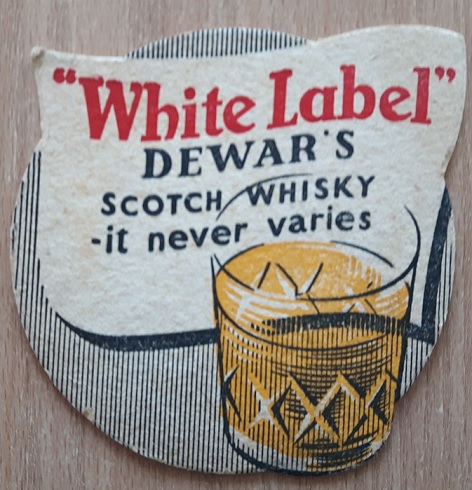 "White Label"
DEWAR'S
SCOTCH WHISKY
-it never varies